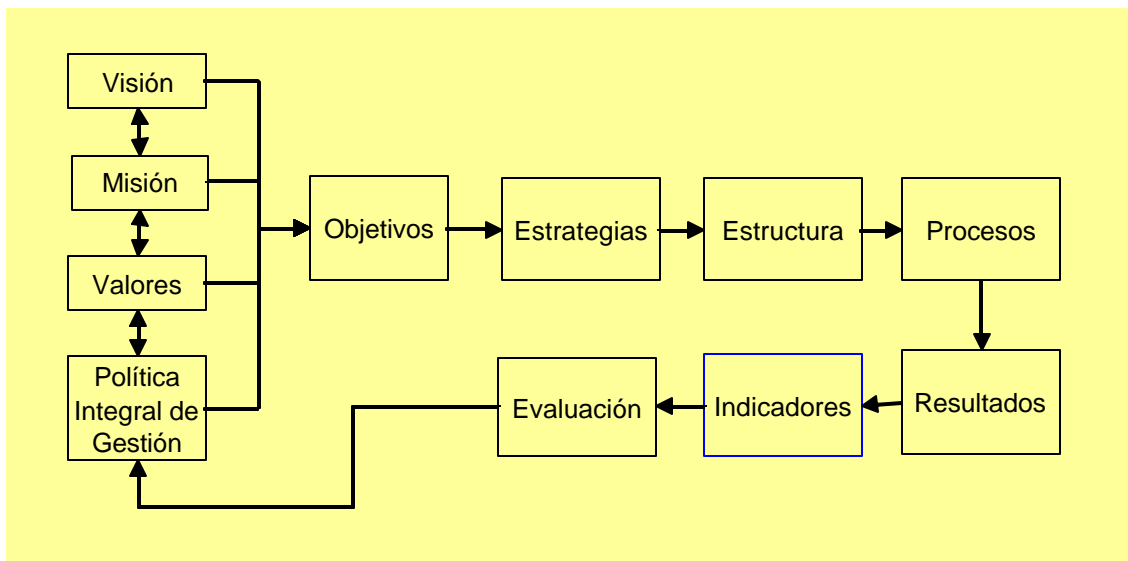 Visión
Misión
Valores
Política
Integral de
Gestión
Objetivos
Estrategias
Estructura
Procesos
Resultados
Indicadores
Evaluación